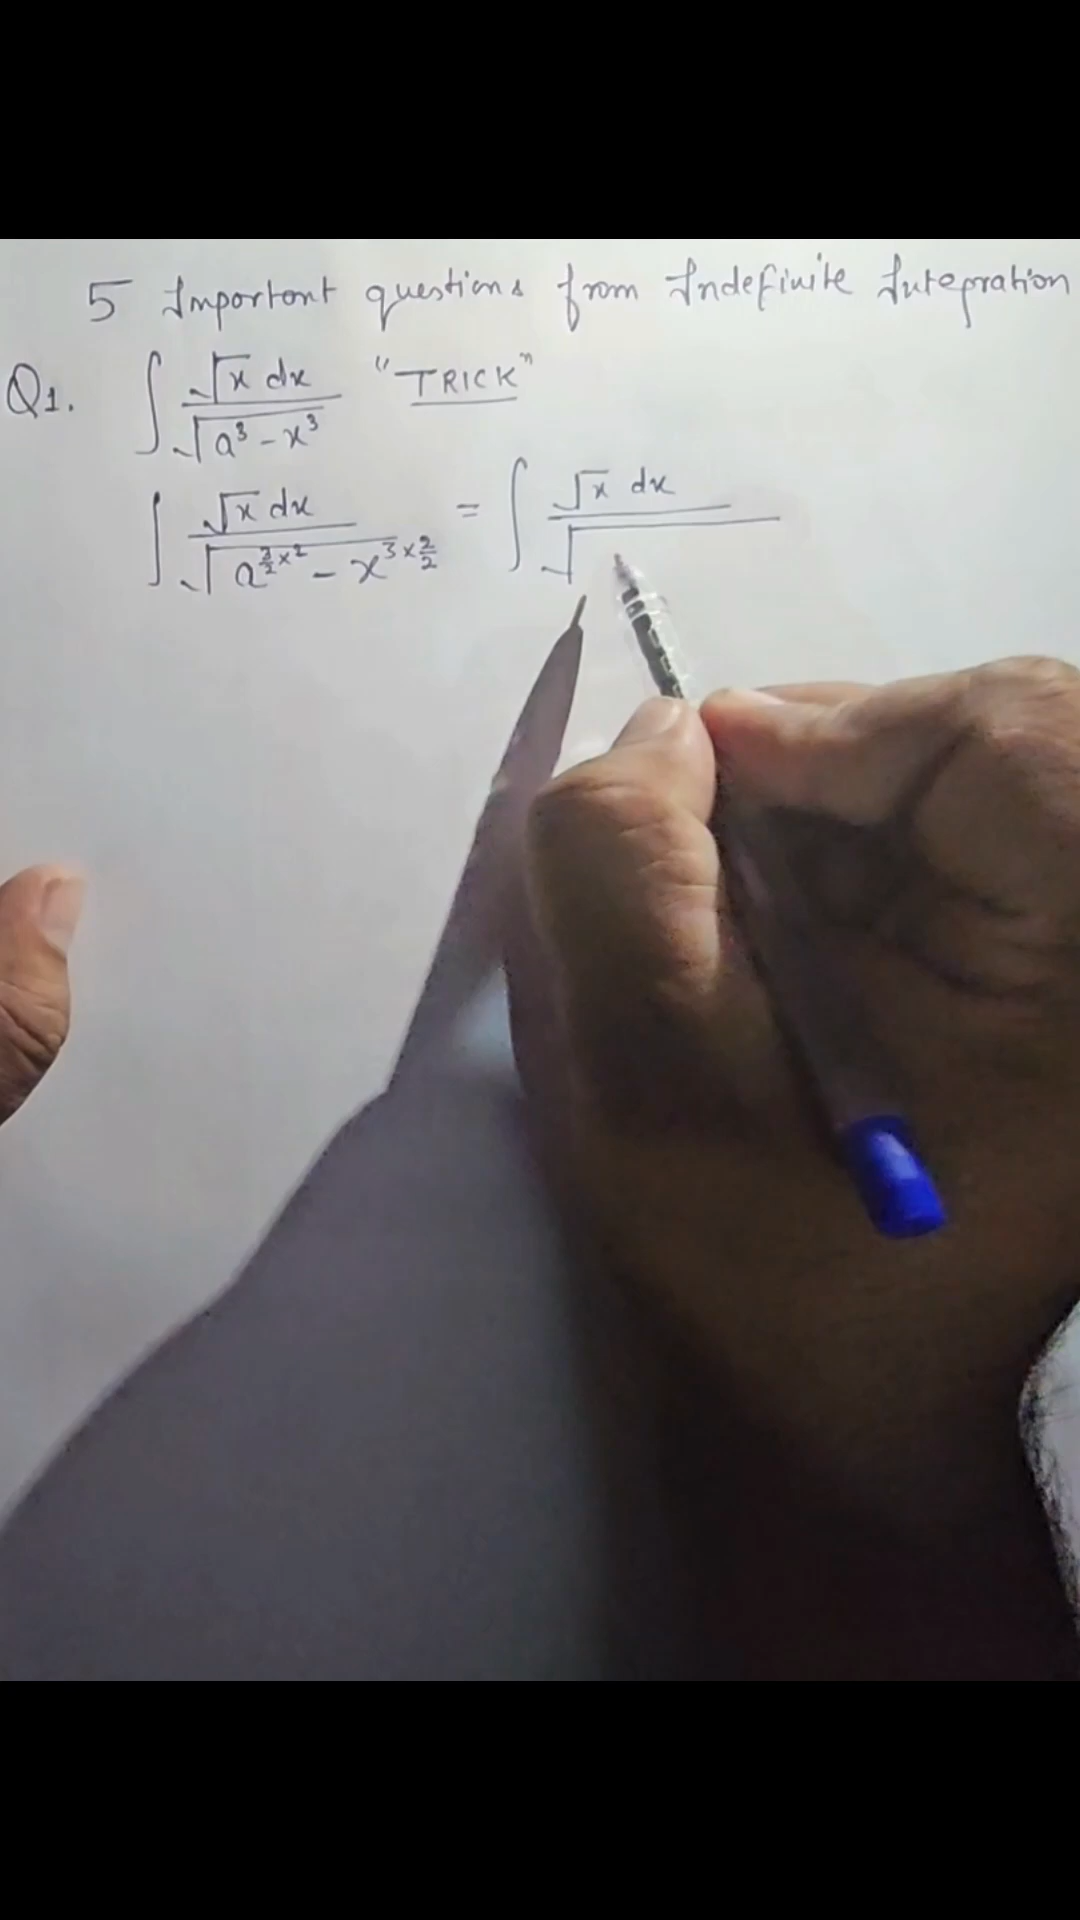 5 Important questions from Indefinite Integration
Q1. ∫ √x dx / √(a³ - x³) "TRICK"
∫ √x dx / √(a^(3/2 × 2) - x^(3 × 2/2)) = ∫ √x dx / √